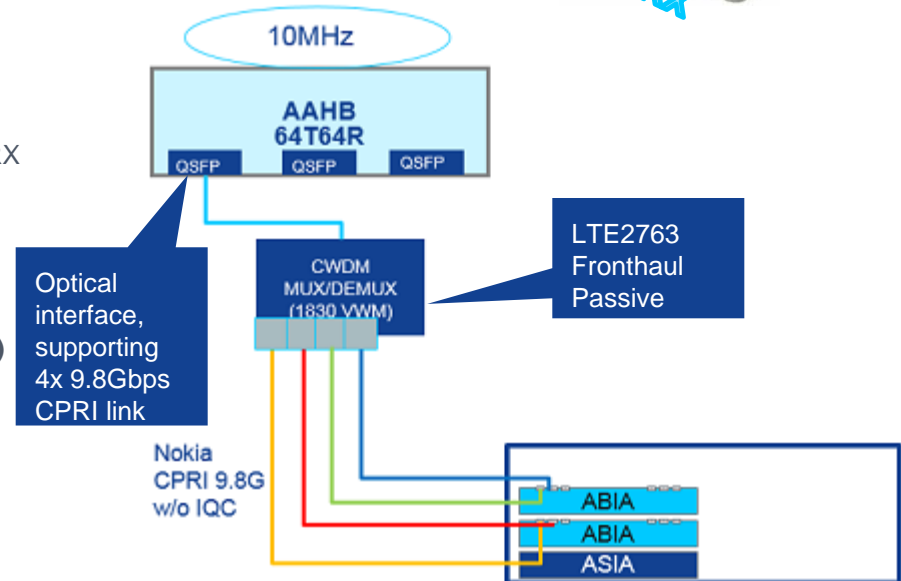 10MHz
AAHB
64T64R
QSFP
QSFP
QSFP
X
CWDM
MUX/DEMUX
(1830 VWM)
LTE2763
Fronthaul
Passive
Optical
interface,
supporting
4x 9.8Gbps
CPRI link
)
Nokia
CPRI 9.8G
w/o IQC
ABIA
ABIA
ASIA